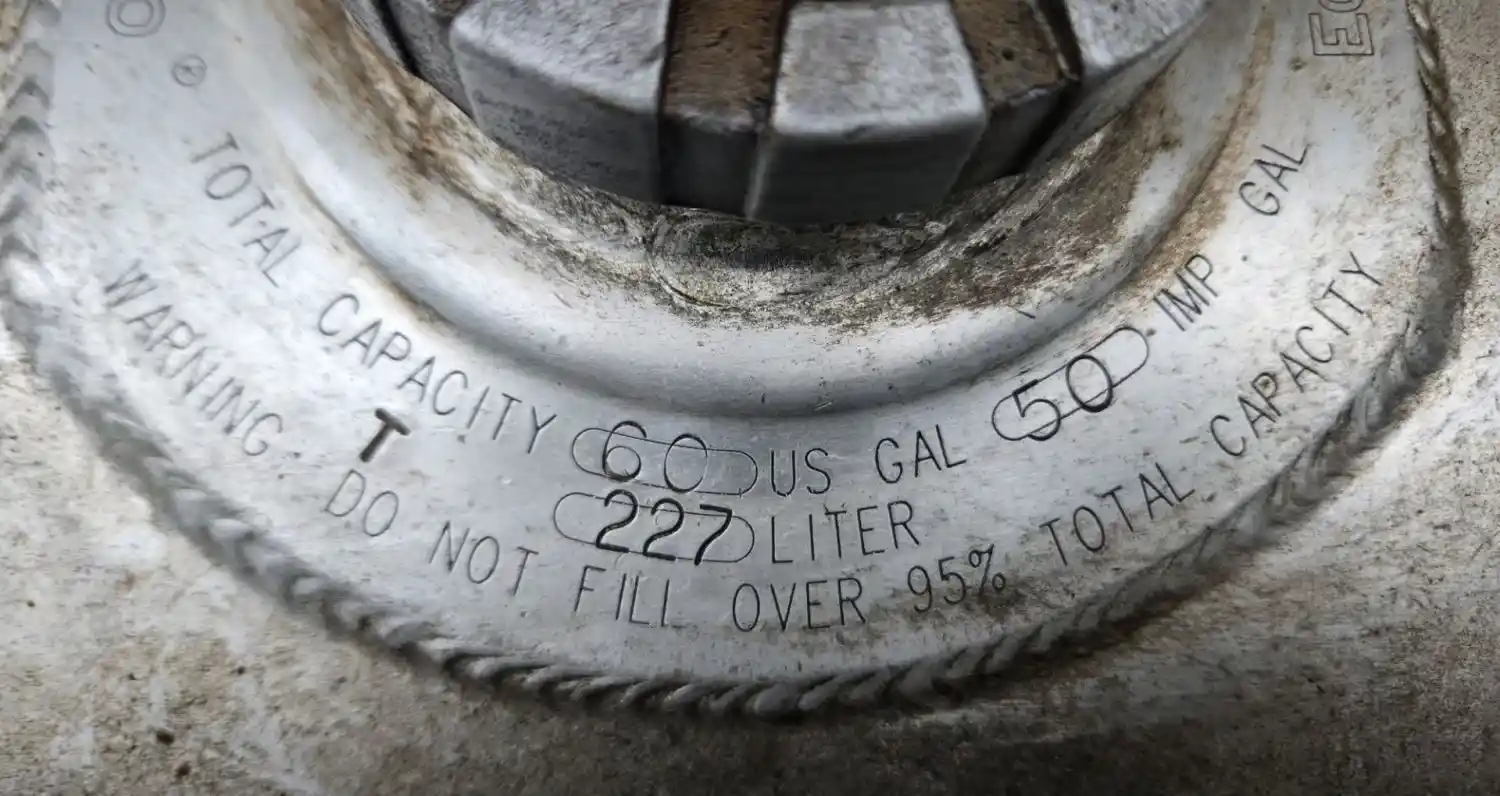 TOTAL CAPACITY 60 US GAL 50 IMP GAL
T
227 LITER
WARNING DO NOT FILL OVER 95% TOTAL CAPACITY